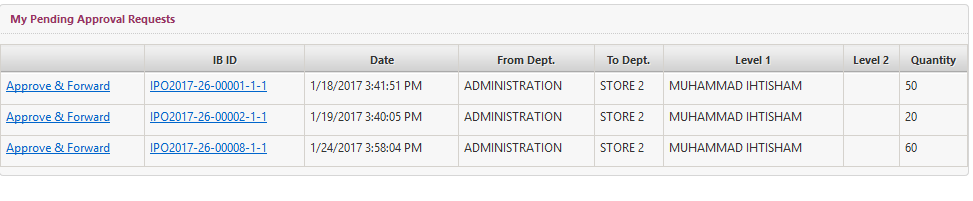 My Pending Approval Requests
IB ID Date From Dept. To Dept. Level 1 Level 2 Quantity
Approve & Forward IPO2017-26-00001-1-1 1/18/2017 3:41:51 PM ADMINISTRATION STORE 2 MUHAMMAD IHTISHAM 50
Approve & Forward IPO2017-26-00002-1-1 1/19/2017 3:40:05 PM ADMINISTRATION STORE 2 MUHAMMAD IHTISHAM 20
Approve & Forward IPO2017-26-00008-1-1 1/24/2017 3:58:04 PM ADMINISTRATION STORE 2 MUHAMMAD IHTISHAM 60